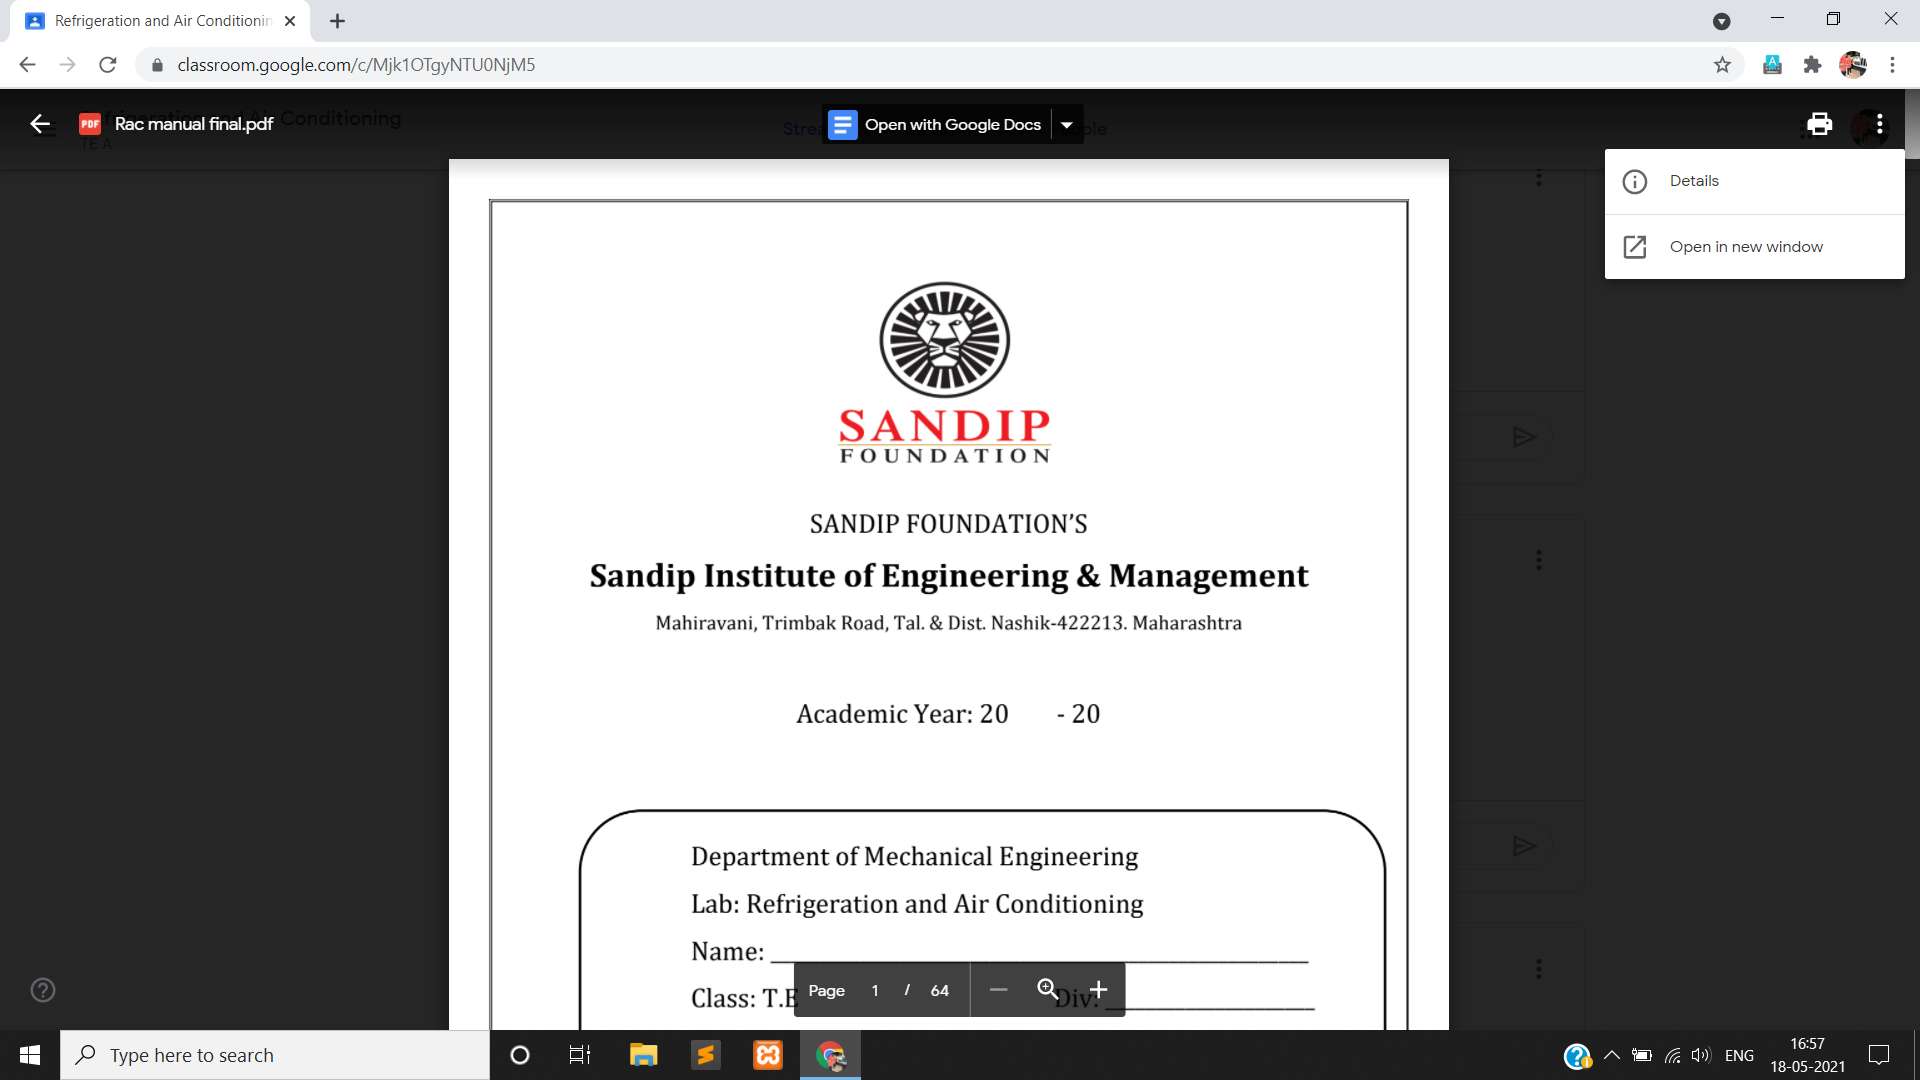 Refrigeration and Air Conditionin
classroom.google.com/c/Mjk1OTgyNTU0NjM5
PDF Rac manual final.pdf
Conditioning
TE A
Open with Google Docs
Details
Open in new window
SANDIP
FOUNDATION
SANDIP FOUNDATION'S
Sandip Institute of Engineering & Management
Mahiravani, Trimbak Road, Tal. & Dist. Nashik-422213. Maharashtra
Academic Year: 20 - 20
Department of Mechanical Engineering
Lab: Refrigeration and Air Conditioning
Name:
Class: T.E Div:
Page 1 / 64
Type here to search
ENG
16:57
18-05-2021